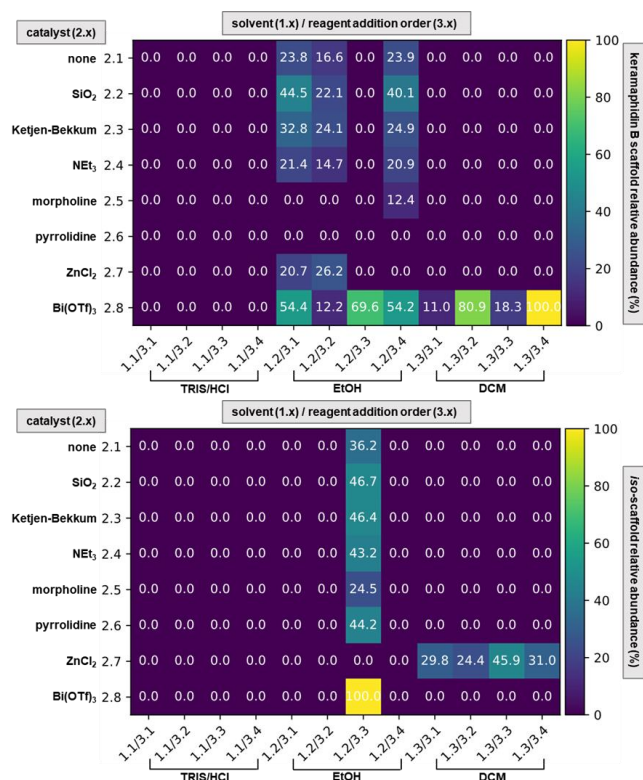 catalyst (2.x)
solvent (1.x) / reagent addition order (3.x)
none 2.1 0.0 0.0 0.0 0.0 23.8 16.6 0.0 23.9 0.0 0.0 0.0 0.0
SiO₂ 2.2 0.0 0.0 0.0 0.0 44.5 22.1 0.0 40.1 0.0 0.0 0.0 0.0
Ketjen-Bekkum 2.3 0.0 0.0 0.0 0.0 32.8 24.1 0.0 24.9 0.0 0.0 0.0 0.0
NEt₃ 2.4 0.0 0.0 0.0 0.0 21.4 14.7 0.0 20.9 0.0 0.0 0.0 0.0
morpholine 2.5 0.0 0.0 0.0 0.0 0.0 0.0 0.0 12.4 0.0 0.0 0.0 0.0
pyrrolidine 2.6 0.0 0.0 0.0 0.0 0.0 0.0 0.0 0.0 0.0 0.0 0.0 0.0
ZnCl₂ 2.7 0.0 0.0 0.0 0.0 20.7 26.2 0.0 0.0 0.0 0.0 0.0 0.0
Bi(OTf)₃ 2.8 0.0 0.0 0.0 0.0 54.4 12.2 69.6 54.2 11.0 80.9 18.3 100.0
1.1/3.1 1.1/3.2 1.1/3.3 1.1/3.4 1.2/3.1 1.2/3.2 1.2/3.3 1.2/3.4 1.3/3.1 1.3/3.2 1.3/3.3 1.3/3.4
TRIS/HCl EtOH DCM
100
80
60
40
20
0
keramaphidin B scaffold relative abundance (%)
catalyst (2.x)
solvent (1.x) / reagent addition order (3.x)
none 2.1 0.0 0.0 0.0 0.0 0.0 0.0 36.2 0.0 0.0 0.0 0.0 0.0
SiO₂ 2.2 0.0 0.0 0.0 0.0 0.0 0.0 46.7 0.0 0.0 0.0 0.0 0.0
Ketjen-Bekkum 2.3 0.0 0.0 0.0 0.0 0.0 0.0 46.4 0.0 0.0 0.0 0.0 0.0
NEt₃ 2.4 0.0 0.0 0.0 0.0 0.0 0.0 43.2 0.0 0.0 0.0 0.0 0.0
morpholine 2.5 0.0 0.0 0.0 0.0 0.0 0.0 24.5 0.0 0.0 0.0 0.0 0.0
pyrrolidine 2.6 0.0 0.0 0.0 0.0 0.0 0.0 44.2 0.0 0.0 0.0 0.0 0.0
ZnCl₂ 2.7 0.0 0.0 0.0 0.0 0.0 0.0 0.0 0.0 29.8 24.4 45.9 31.0
Bi(OTf)₃ 2.8 0.0 0.0 0.0 0.0 0.0 0.0 100.0 0.0 0.0 0.0 0.0 0.0
1.1/3.1 1.1/3.2 1.1/3.3 1.1/3.4 1.2/3.1 1.2/3.2 1.2/3.3 1.2/3.4 1.3/3.1 1.3/3.2 1.3/3.3 1.3/3.4
TRIS/HCl EtOH DCM
100
80
60
40
20
0
iso-scaffold relative abundance (%)